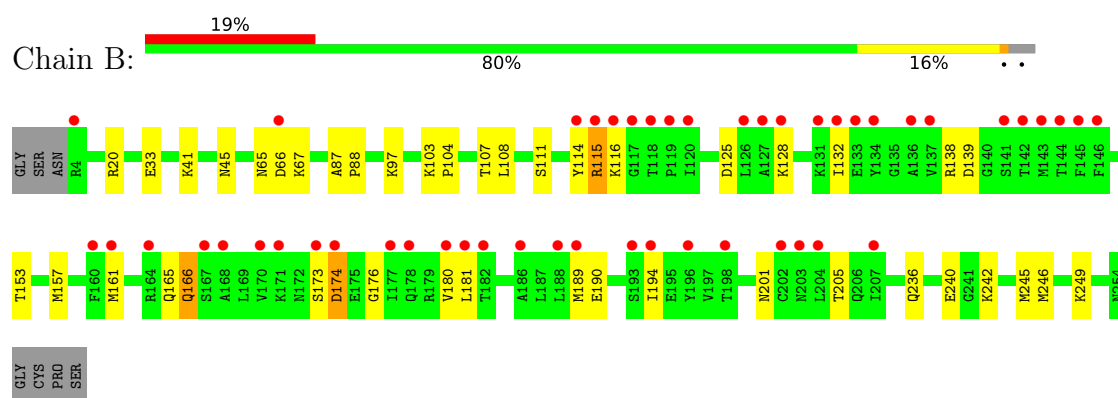 19%
Chain B:
80% 16% • •
GLY SER ASN R4 R20 E33 K41 N45 N65 D66 K67 A87 P88 K97 K103 P104 T107 L108 S111 Y114 R115 K116 G117 T118 P119 I120 D125 L126 A127 K128 K131 I132 E133 Y134 G135 A136 V137 R138 D139 G140 S141 T142 M143 T144 F145 F146
T153 M157 F160 M161 R164 Q165 Q166 S167 A168 L169 V170 K171 N172 S173 D174 E175 G176 I177 Q178 R179 V180 L181 T182 A186 L187 L188 M189 E190 S193 I194 E195 Y196 V197 T198 N201 C202 N203 L204 T205 Q206 I207 Q236 E240 G241 K242 M245 M246 K249 N254
GLY CYS PRO SER